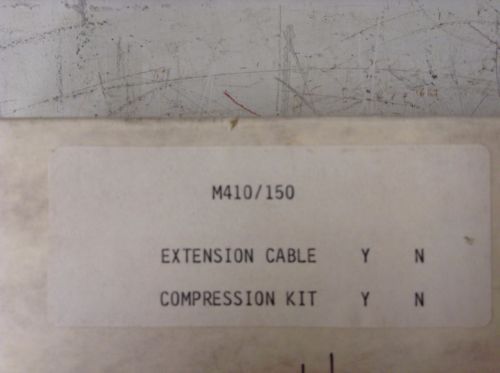 M410/150
EXTENSION CABLE Y N
COMPRESSION KIT Y N